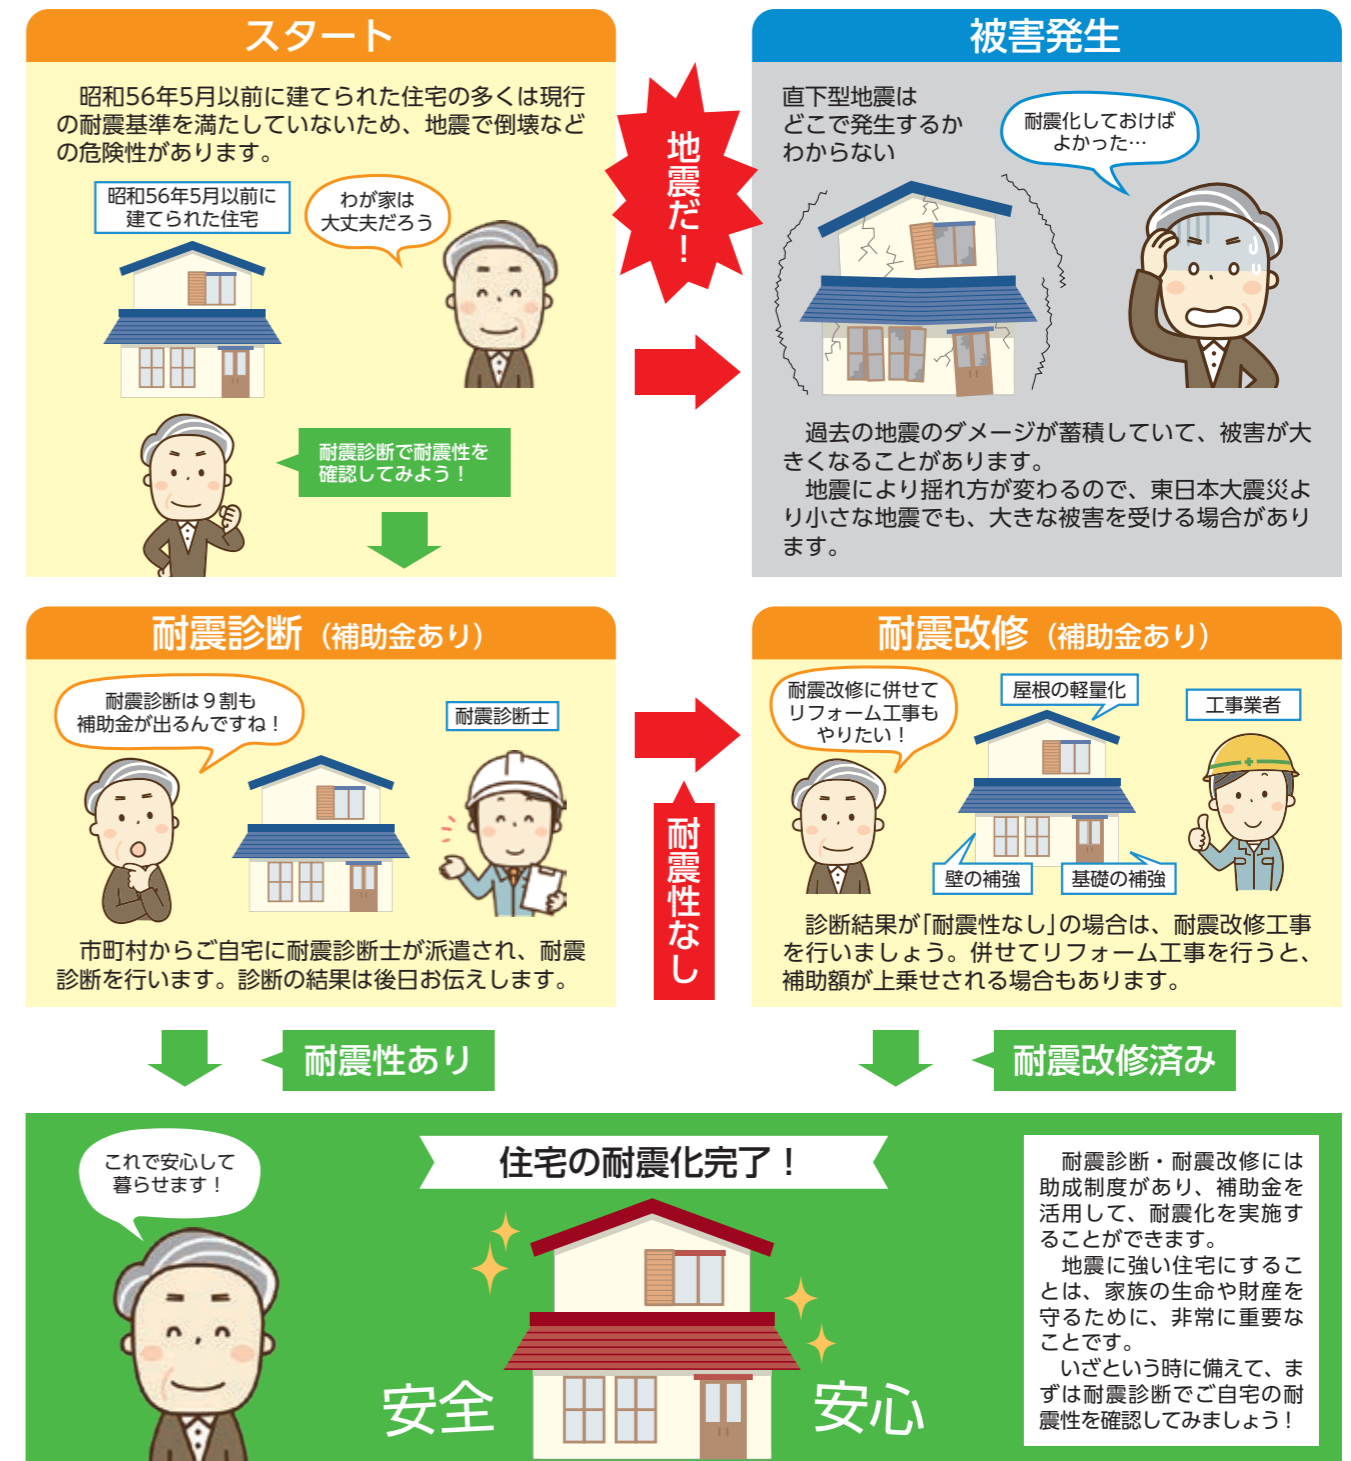 スタート
昭和56年5月以前に建てられた住宅の多くは現行
の耐震基準を満たしていないため、地震で倒壊など
の危険性があります。
昭和56年5月以前に
建てられた住宅
わが家は
大丈夫だろう
耐震診断で耐震性を
確認してみよう！
地震だ！
被害発生
直下型地震は
どこで発生するか
わからない
耐震化しておけば
よかった…
過去の地震のダメージが蓄積していて、被害が大
きくなることがあります。
地震により揺れ方が変わるので、東日本大震災よ
り小さな地震でも、大きな被害を受ける場合があり
ます。
耐震診断（補助金あり）
耐震診断は９割も
補助金が出るんですね！
耐震診断士
市町村からご自宅に耐震診断士が派遣され、耐震
診断を行います。診断の結果は後日お伝えします。
耐震性なし
耐震改修（補助金あり）
耐震改修に併せて
リフォーム工事も
やりたい！
屋根の軽量化
工事業者
壁の補強
基礎の補強
診断結果が「耐震性なし」の場合は、耐震改修工事
を行いましょう。併せてリフォーム工事を行うと、
補助額が上乗せされる場合もあります。
耐震性あり
耐震改修済み
これで安心して
暮らせます！
住宅の耐震化完了！
安全
安心
耐震診断・耐震改修には
助成制度があり、補助金を
活用して、耐震化を実施す
ることができます。
地震に強い住宅にするこ
とは、家族の生命や財産を
守るために、非常に重要な
ことです。
いざという時に備えて、ま
ずは耐震診断でご自宅の耐
震性を確認してみましょう！